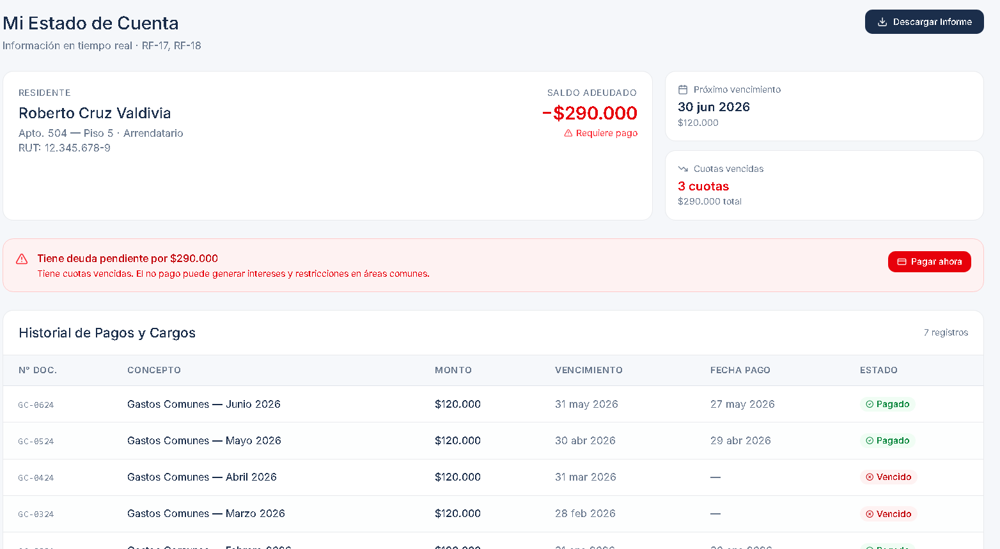 Mi Estado de Cuenta
Información en tiempo real · RF-17, RF-18
Descargar Informe
RESIDENTE
Roberto Cruz Valdivia
Apto. 504 — Piso 5 · Arrendatario
RUT: 12.345.678-9
SALDO ADEUDADO
−$290.000
Requiere pago
Próximo vencimiento
30 jun 2026
$120.000
Cuotas vencidas
3 cuotas
$290.000 total
Tiene deuda pendiente por $290.000
Tiene cuotas vencidas. El no pago puede generar intereses y restricciones en áreas comunes.
Pagar ahora
Historial de Pagos y Cargos
7 registros
N° DOC. CONCEPTO MONTO VENCIMIENTO FECHA PAGO ESTADO
GC-0624 Gastos Comunes — Junio 2026 $120.000 31 may 2026 27 may 2026 Pagado
GC-0524 Gastos Comunes — Mayo 2026 $120.000 30 abr 2026 29 abr 2026 Pagado
GC-0424 Gastos Comunes — Abril 2026 $120.000 31 mar 2026 — Vencido
GC-0324 Gastos Comunes — Marzo 2026 $120.000 28 feb 2026 — Vencido